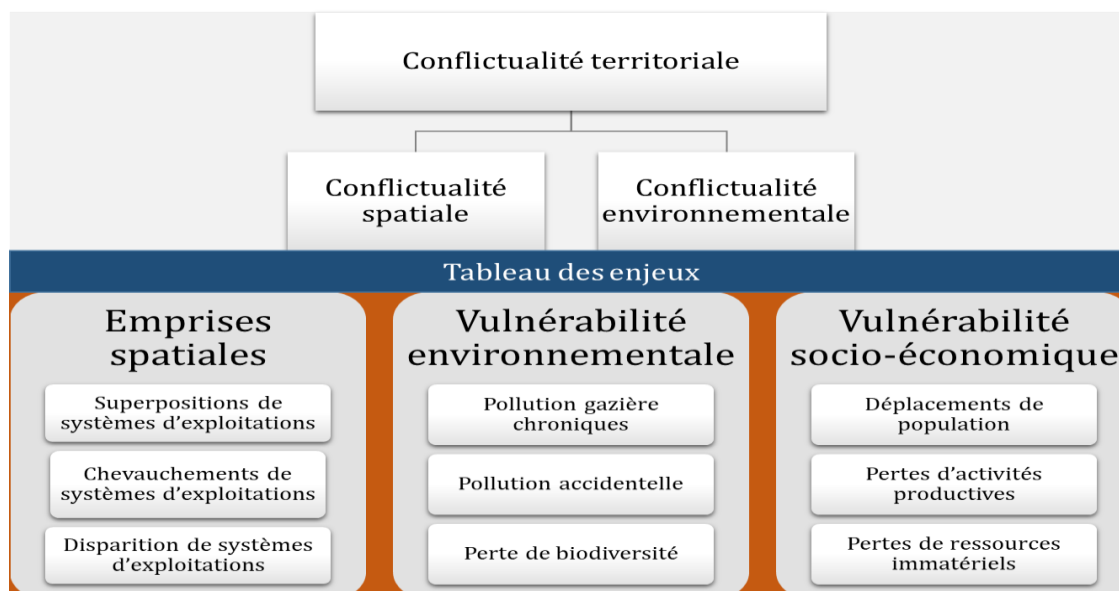 Conflictualité territoriale
Conflictualité
spatiale
Conflictualité
environnementale
Tableau des enjeux
Emprises
spatiales
Superpositions de
systèmes d'exploitations
Chevauchements de
systèmes d'exploitations
Disparition de systèmes
d'exploitations
Vulnérabilité
environnementale
Pollution gazière
chroniques
Pollution accidentelle
Perte de biodiversité
Vulnérabilité
socio-économique
Déplacements de
population
Pertes d'activités
productives
Pertes de ressources
immatériels